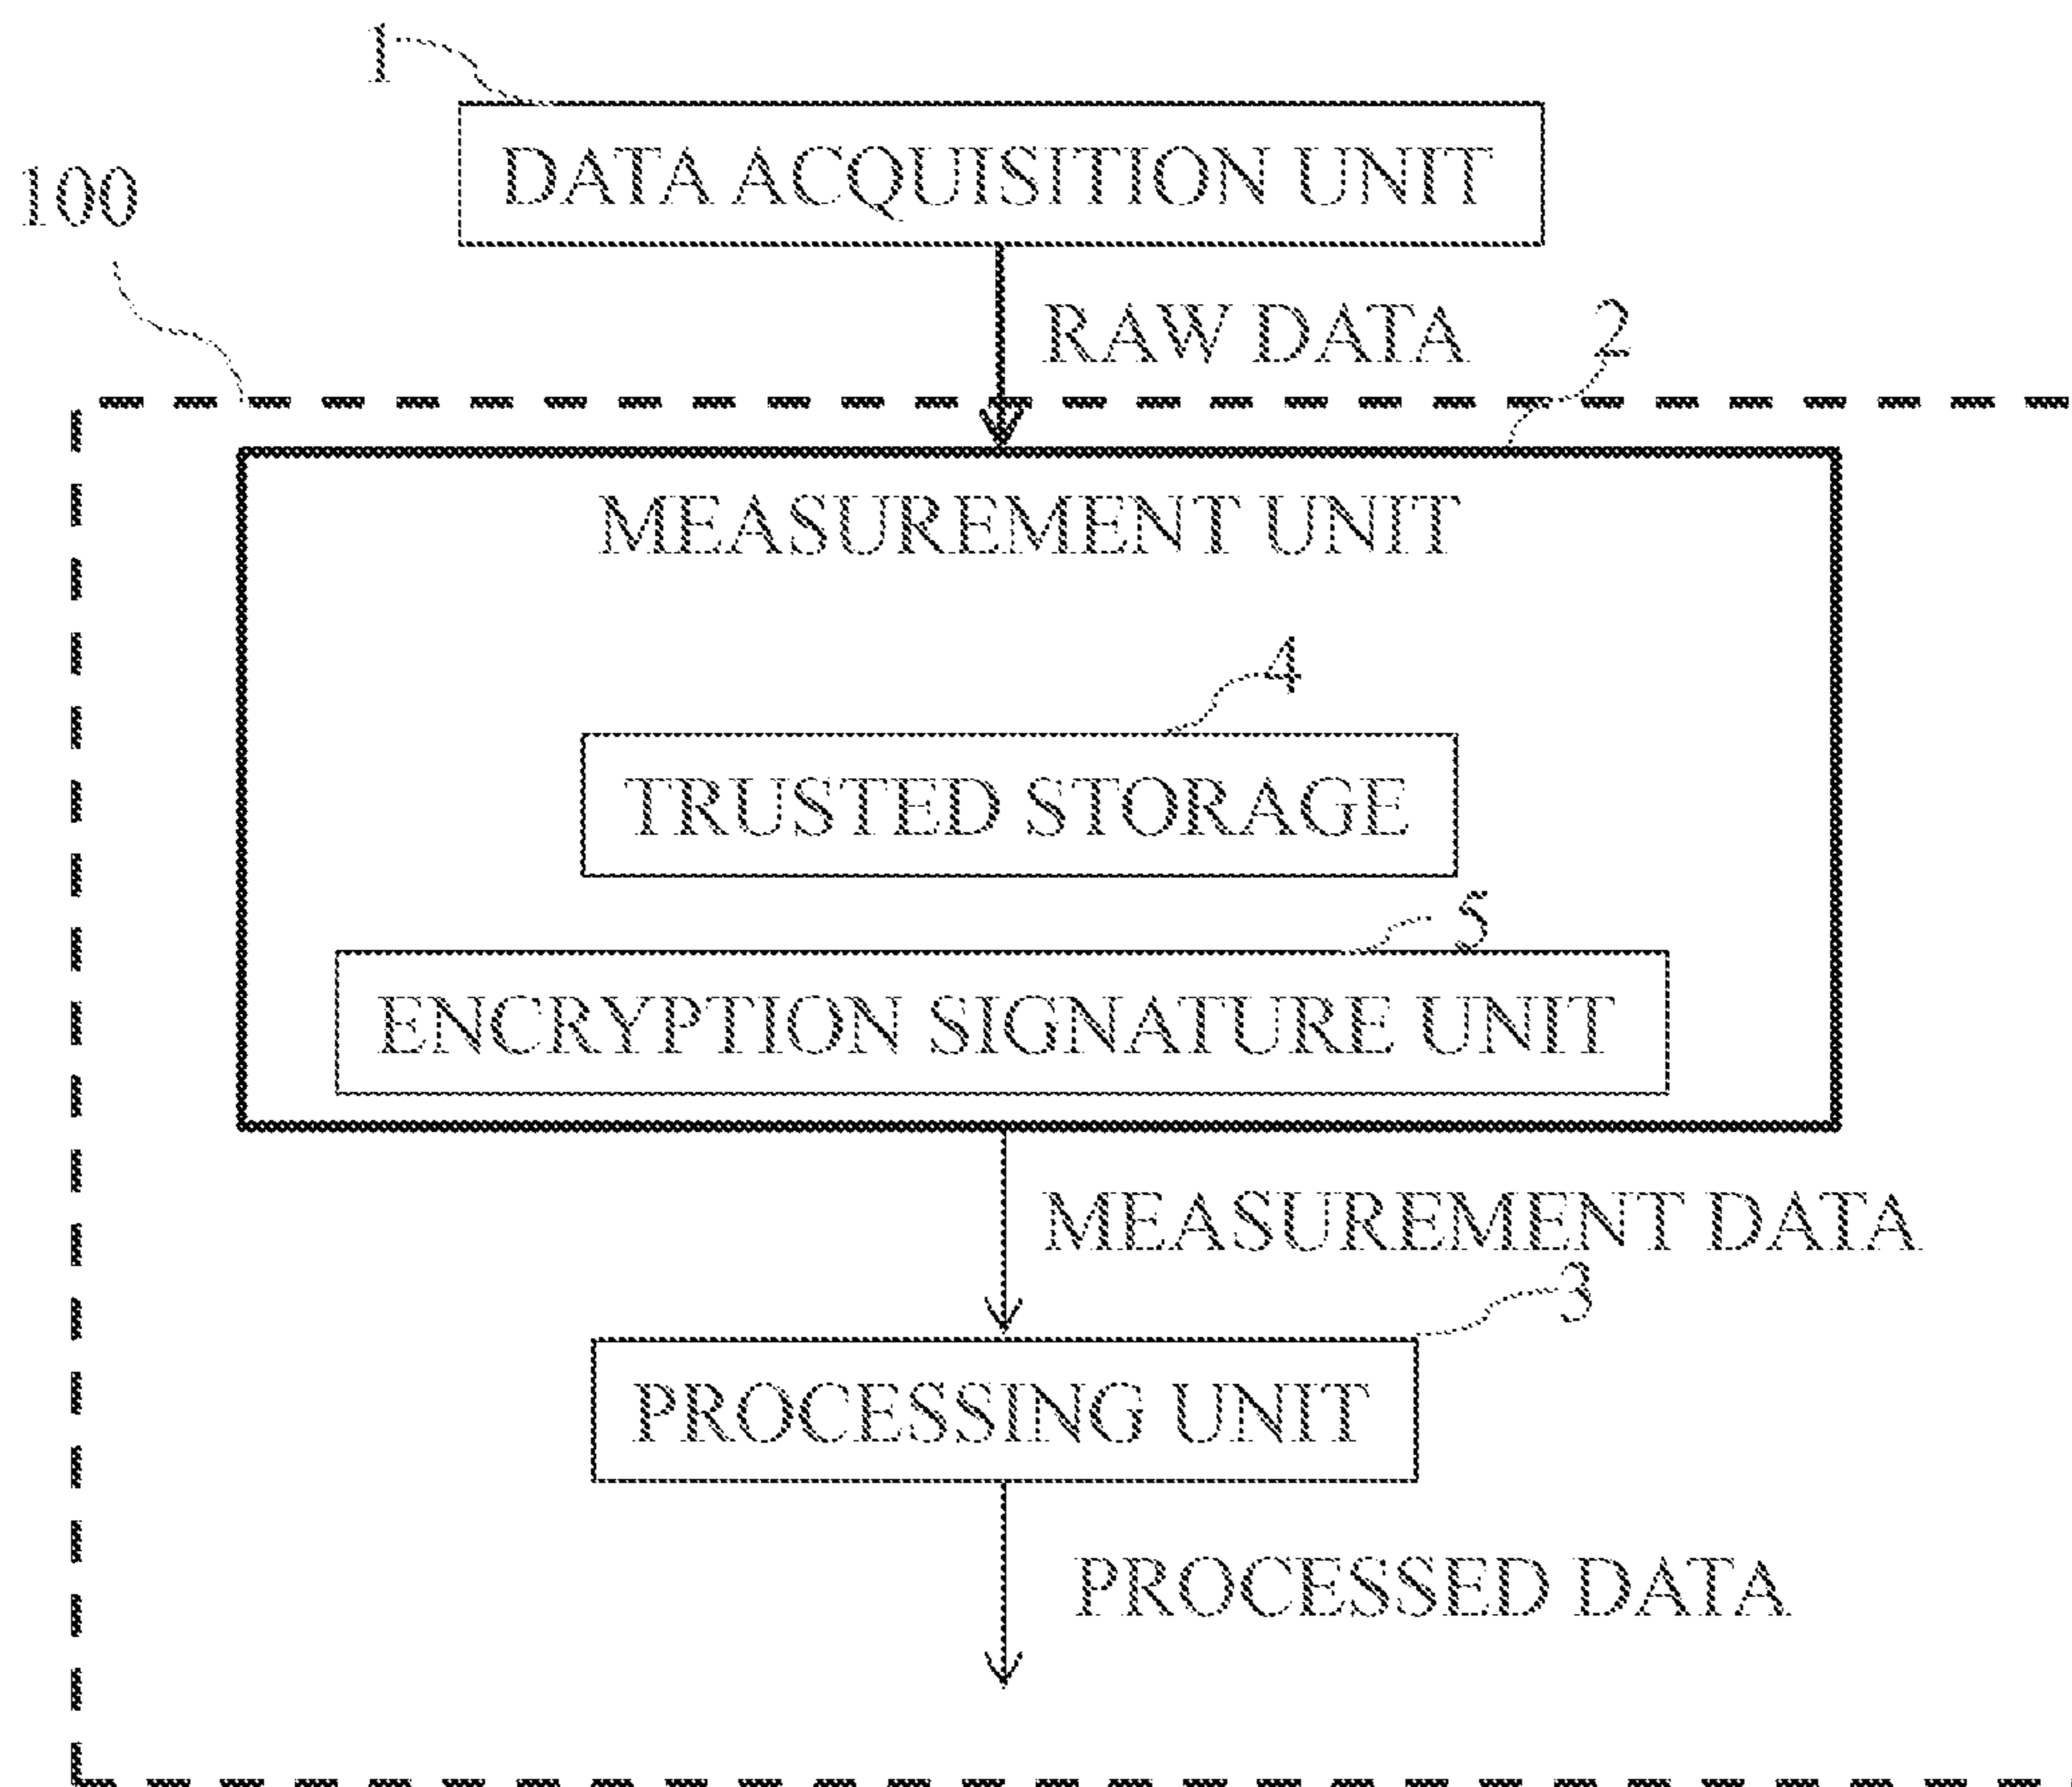 1
DATA ACQUISITION UNIT
100
RAW DATA
2
MEASUREMENT UNIT
4
TRUSTED STORAGE
5
ENCRYPTION SIGNATURE UNIT
MEASUREMENT DATA
3
PROCESSING UNIT
PROCESSED DATA